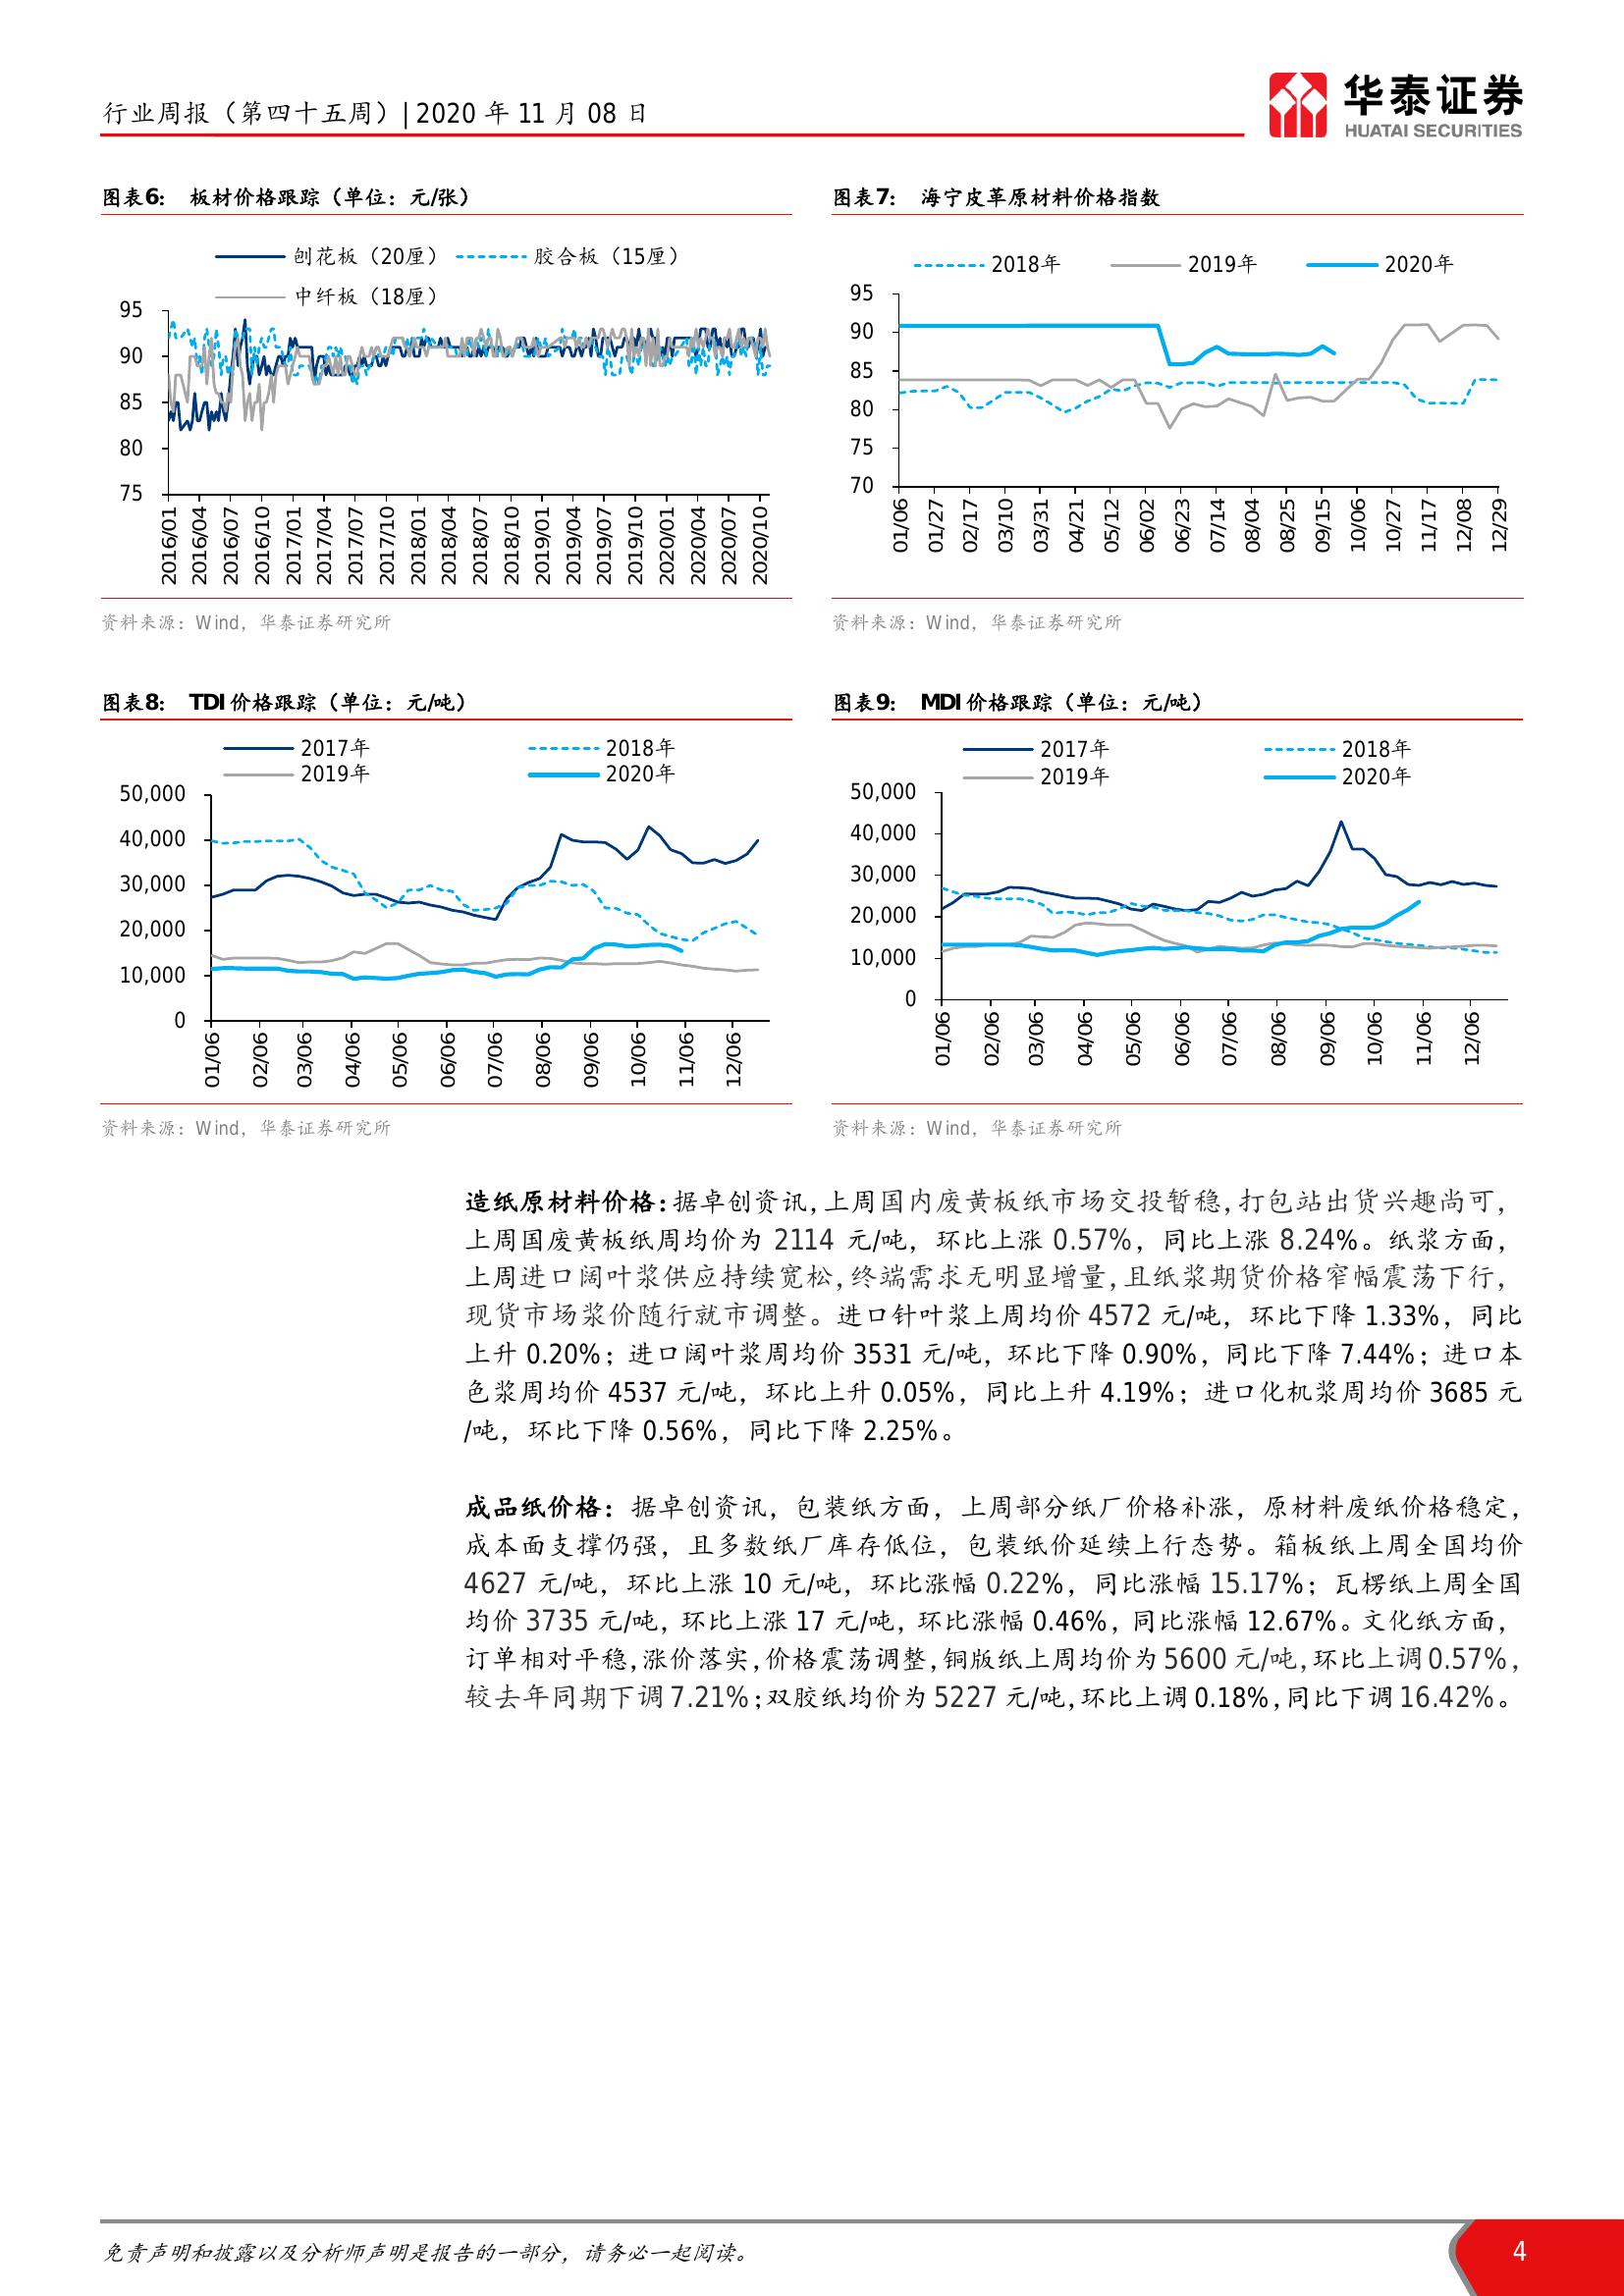 行业周报（第四十五周）| 2020 年 11 月 08 日
华泰证券
HUATAI SECURITIES
图表6： 板材价格跟踪（单位：元/张）
刨花板（20厘） 胶合板（15厘）
中纤板（18厘）
95
90
85
80
75
2016/01 2016/04 2016/07 2016/10 2017/01 2017/04 2017/07 2017/10 2018/01 2018/04 2018/07 2018/10 2019/01 2019/04 2019/07 2019/10 2020/01 2020/04 2020/07 2020/10
资料来源：Wind，华泰证券研究所
图表7： 海宁皮革原材料价格指数
2018年 2019年 2020年
95
90
85
80
75
70
01/06 01/27 02/17 03/10 03/31 04/21 05/12 06/02 06/23 07/14 08/04 08/25 09/15 10/06 10/27 11/17 12/08 12/29
资料来源：Wind，华泰证券研究所
图表8： TDI 价格跟踪（单位：元/吨）
2017年 2018年
2019年 2020年
50,000
40,000
30,000
20,000
10,000
0
01/06 02/06 03/06 04/06 05/06 06/06 07/06 08/06 09/06 10/06 11/06 12/06
资料来源：Wind，华泰证券研究所
图表9： MDI 价格跟踪（单位：元/吨）
2017年 2018年
2019年 2020年
50,000
40,000
30,000
20,000
10,000
0
01/06 02/06 03/06 04/06 05/06 06/06 07/06 08/06 09/06 10/06 11/06 12/06
资料来源：Wind，华泰证券研究所
造纸原材料价格：据卓创资讯，上周国内废黄板纸市场交投暂稳，打包站出货兴趣尚可，
上周国废黄板纸周均价为 2114 元/吨，环比上涨 0.57%，同比上涨 8.24%。纸浆方面，
上周进口阔叶浆供应持续宽松，终端需求无明显增量，且纸浆期货价格窄幅震荡下行，
现货市场浆价随行就市调整。进口针叶浆上周均价 4572 元/吨，环比下降 1.33%，同比
上升 0.20%；进口阔叶浆周均价 3531 元/吨，环比下降 0.90%，同比下降 7.44%；进口本
色浆周均价 4537 元/吨，环比上升 0.05%，同比上升 4.19%；进口化机浆周均价 3685 元
/吨，环比下降 0.56%，同比下降 2.25%。
成品纸价格：据卓创资讯，包装纸方面，上周部分纸厂价格补涨，原材料废纸价格稳定，
成本面支撑仍强，且多数纸厂库存低位，包装纸价延续上行态势。箱板纸上周全国均价
4627 元/吨，环比上涨 10 元/吨，环比涨幅 0.22%，同比涨幅 15.17%；瓦楞纸上周全国
均价 3735 元/吨，环比上涨 17 元/吨，环比涨幅 0.46%，同比涨幅 12.67%。文化纸方面，
订单相对平稳，涨价落实，价格震荡调整，铜版纸上周均价为 5600 元/吨，环比上调 0.57%，
较去年同期下调 7.21%；双胶纸均价为 5227 元/吨，环比上调 0.18%，同比下调 16.42%。
免责声明和披露以及分析师声明是报告的一部分，请务必一起阅读。
4